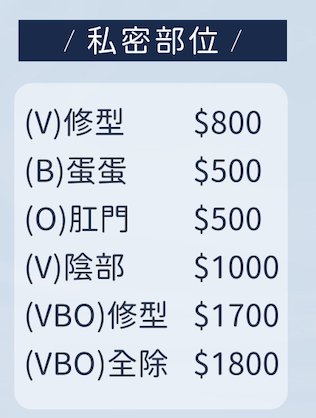 / 私密部位 /
(V)修型 $800
(B)蛋蛋 $500
(O)肛門 $500
(V)陰部 $1000
(VBO)修型 $1700
(VBO)全除 $1800